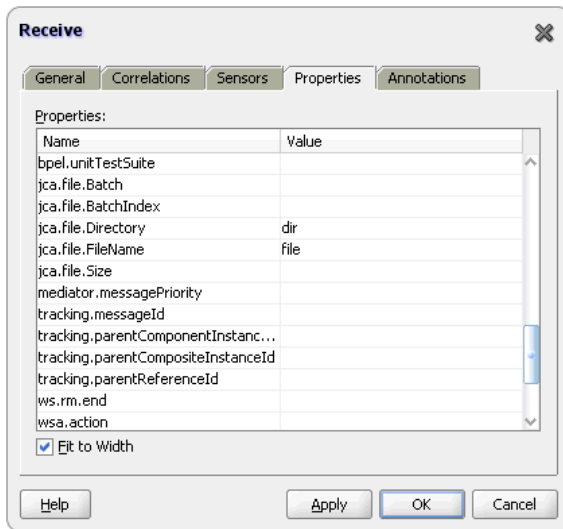 Receive
General Correlations Sensors Properties Annotations
Properties:
Name Value
bpel.unitTestSuite
jca.file.Batch
jca.file.BatchIndex
jca.file.Directory dir
jca.file.FileName file
jca.file.Size
mediator.messagePriority
tracking.messageId
tracking.parentComponentInstanc...
tracking.parentCompositeInstanceId
tracking.parentReferenceId
ws.rm.end
wsa.action
Fit to Width
Help Apply OK Cancel